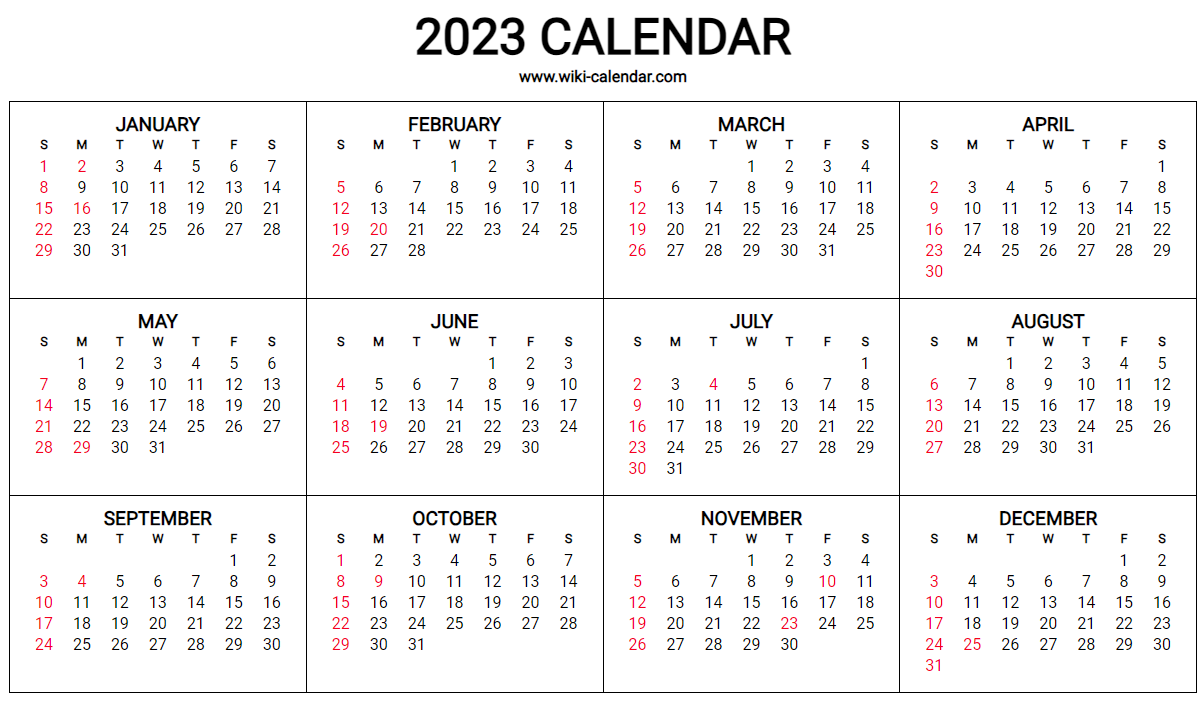 2023 CALENDAR
www.wiki-calendar.com
JANUARY
S M T W T F S
1 2 3 4 5 6 7
8 9 10 11 12 13 14
15 16 17 18 19 20 21
22 23 24 25 26 27 28
29 30 31
FEBRUARY
S M T W T F S
1 2 3 4
5 6 7 8 9 10 11
12 13 14 15 16 17 18
19 20 21 22 23 24 25
26 27 28
MARCH
S M T W T F S
1 2 3 4
5 6 7 8 9 10 11
12 13 14 15 16 17 18
19 20 21 22 23 24 25
26 27 28 29 30 31
APRIL
S M T W T F S
1
2 3 4 5 6 7 8
9 10 11 12 13 14 15
16 17 18 19 20 21 22
23 24 25 26 27 28 29
30
MAY
S M T W T F S
1 2 3 4 5 6
7 8 9 10 11 12 13
14 15 16 17 18 19 20
21 22 23 24 25 26 27
28 29 30 31
JUNE
S M T W T F S
1 2 3
4 5 6 7 8 9 10
11 12 13 14 15 16 17
18 19 20 21 22 23 24
25 26 27 28 29 30
JULY
S M T W T F S
1
2 3 4 5 6 7 8
9 10 11 12 13 14 15
16 17 18 19 20 21 22
23 24 25 26 27 28 29
30 31
AUGUST
S M T W T F S
1 2 3 4 5
6 7 8 9 10 11 12
13 14 15 16 17 18 19
20 21 22 23 24 25 26
27 28 29 30 31
SEPTEMBER
S M T W T F S
1 2
3 4 5 6 7 8 9
10 11 12 13 14 15 16
17 18 19 20 21 22 23
24 25 26 27 28 29 30
OCTOBER
S M T W T F S
1 2 3 4 5 6 7
8 9 10 11 12 13 14
15 16 17 18 19 20 21
22 23 24 25 26 27 28
29 30 31
NOVEMBER
S M T W T F S
1 2 3 4
5 6 7 8 9 10 11
12 13 14 15 16 17 18
19 20 21 22 23 24 25
26 27 28 29 30
DECEMBER
S M T W T F S
1 2
3 4 5 6 7 8 9
10 11 12 13 14 15 16
17 18 19 20 21 22 23
24 25 26 27 28 29 30
31